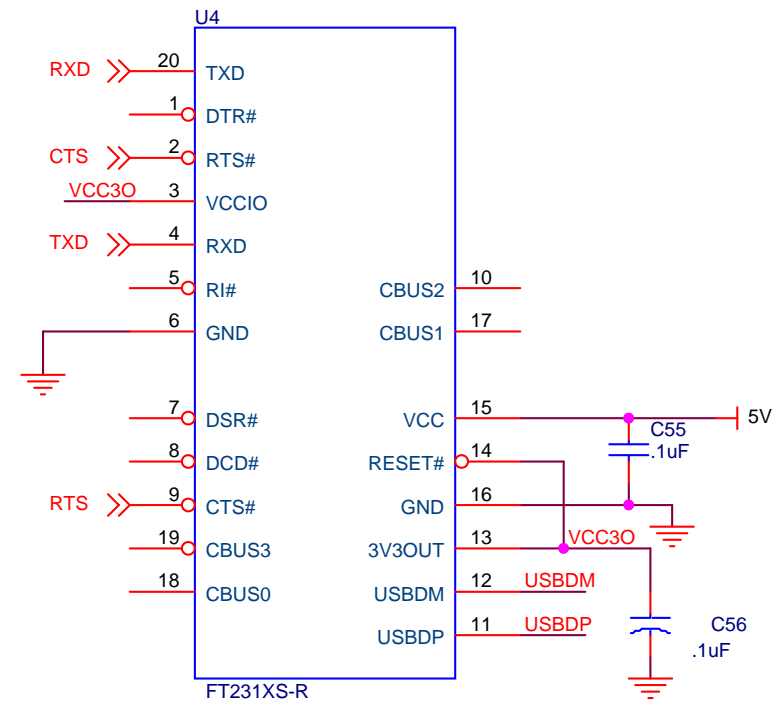 U4
RXD 20 TXD
1 DTR#
CTS 2 RTS#
VCC3O 3 VCCIO
TXD 4 RXD
5 RI#
CBUS2 10
6 GND
CBUS1 17
7 DSR#
VCC 15 5V
C55
.1uF
8 DCD#
RESET# 14
RTS 9 CTS#
GND 16
19 CBUS3
3V3OUT 13 VCC3O
18 CBUS0
USBDM 12 USBDM
USBDP 11 USBDP
C56
.1uF
FT231XS-R